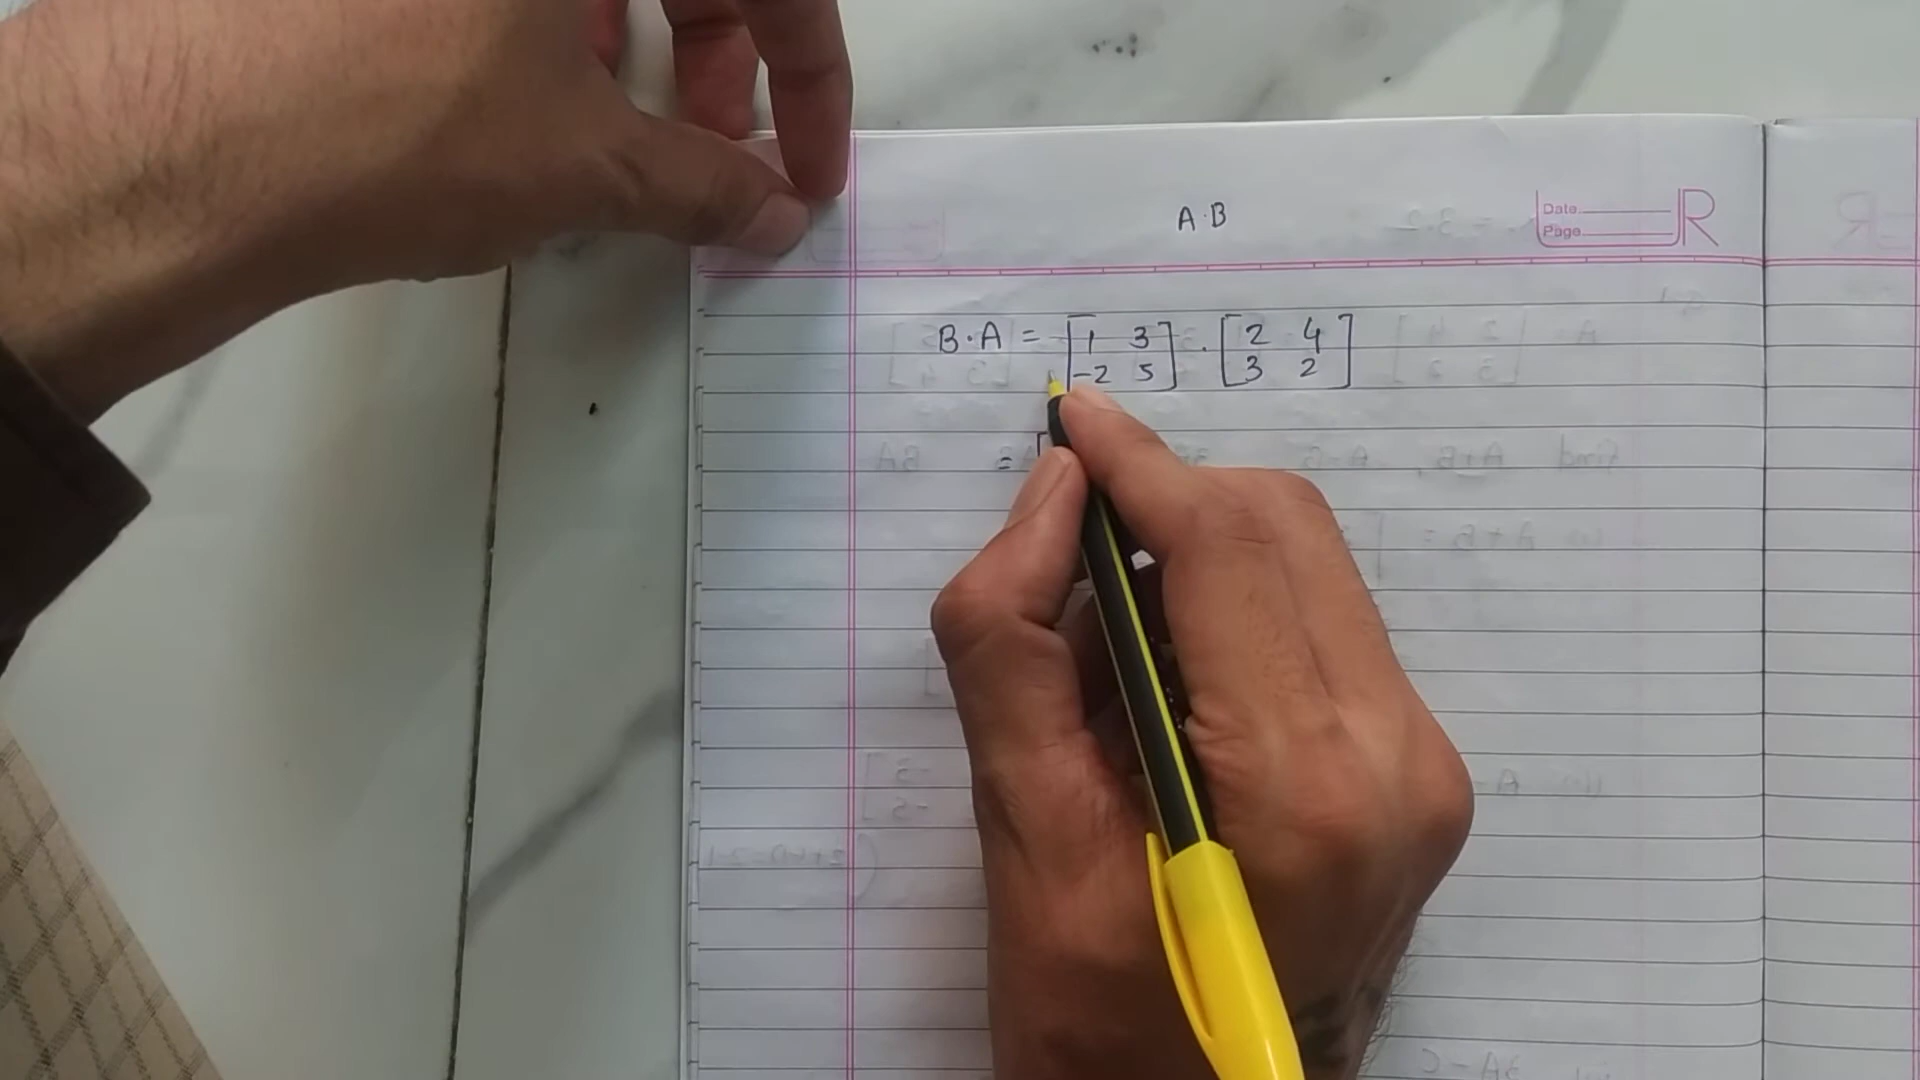 A·B
Date.
Page.
R
B·A = [1 3] · [2 4]
[-2 5] [3 2]
= [